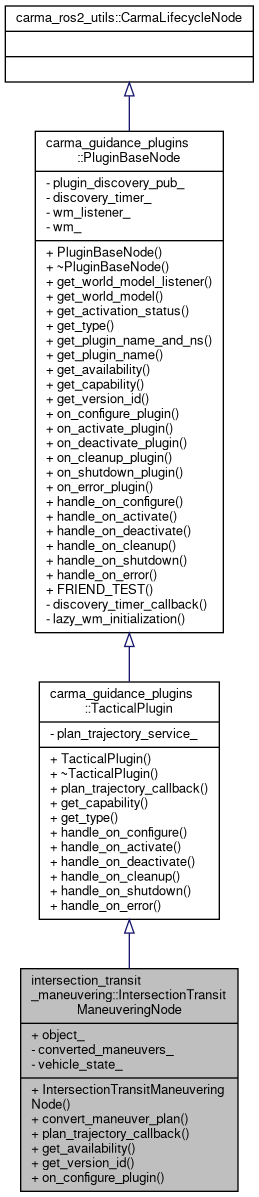 carma_ros2_utils::CarmaLifecycleNode
carma_guidance_plugins
::PluginBaseNode
- plugin_discovery_pub_
- discovery_timer_
- wm_listener_
- wm_
+ PluginBaseNode()
+ ~PluginBaseNode()
+ get_world_model_listener()
+ get_world_model()
+ get_activation_status()
+ get_type()
+ get_plugin_name_and_ns()
+ get_plugin_name()
+ get_availability()
+ get_capability()
+ get_version_id()
+ on_configure_plugin()
+ on_activate_plugin()
+ on_deactivate_plugin()
+ on_cleanup_plugin()
+ on_shutdown_plugin()
+ on_error_plugin()
+ handle_on_configure()
+ handle_on_activate()
+ handle_on_deactivate()
+ handle_on_cleanup()
+ handle_on_shutdown()
+ handle_on_error()
+ FRIEND_TEST()
- discovery_timer_callback()
- lazy_wm_initialization()
carma_guidance_plugins
::TacticalPlugin
- plan_trajectory_service_
+ TacticalPlugin()
+ ~TacticalPlugin()
+ plan_trajectory_callback()
+ get_capability()
+ get_type()
+ handle_on_configure()
+ handle_on_activate()
+ handle_on_deactivate()
+ handle_on_cleanup()
+ handle_on_shutdown()
+ handle_on_error()
intersection_transit
_maneuvering::IntersectionTransit
ManeuveringNode
+ object_
- converted_maneuvers_
- vehicle_state_
+ IntersectionTransitManeuvering
Node()
+ convert_maneuver_plan()
+ plan_trajectory_callback()
+ get_availability()
+ get_version_id()
+ on_configure_plugin()